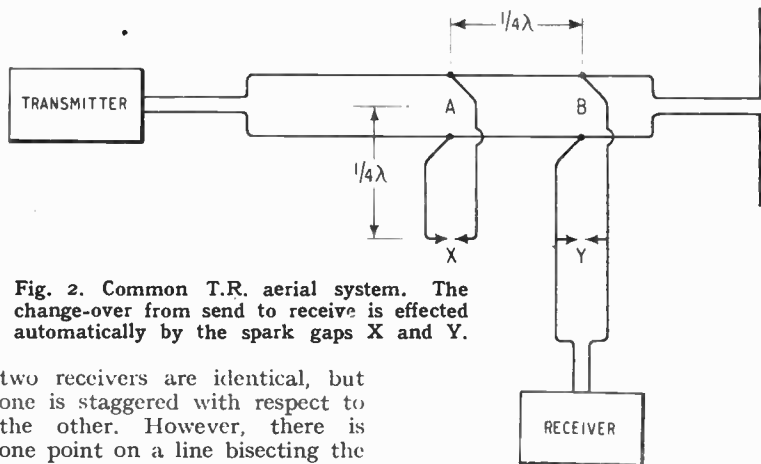 1/4λ
TRANSMITTER
A
B
1/4λ
X
Y
Fig. 2. Common T.R. aerial system. The
change-over from send to receive is effected
automatically by the spark gaps X and Y.
two receivers are identical, but
one is staggered with respect to
the other. However, there is
one point on a line bisecting the
RECEIVER